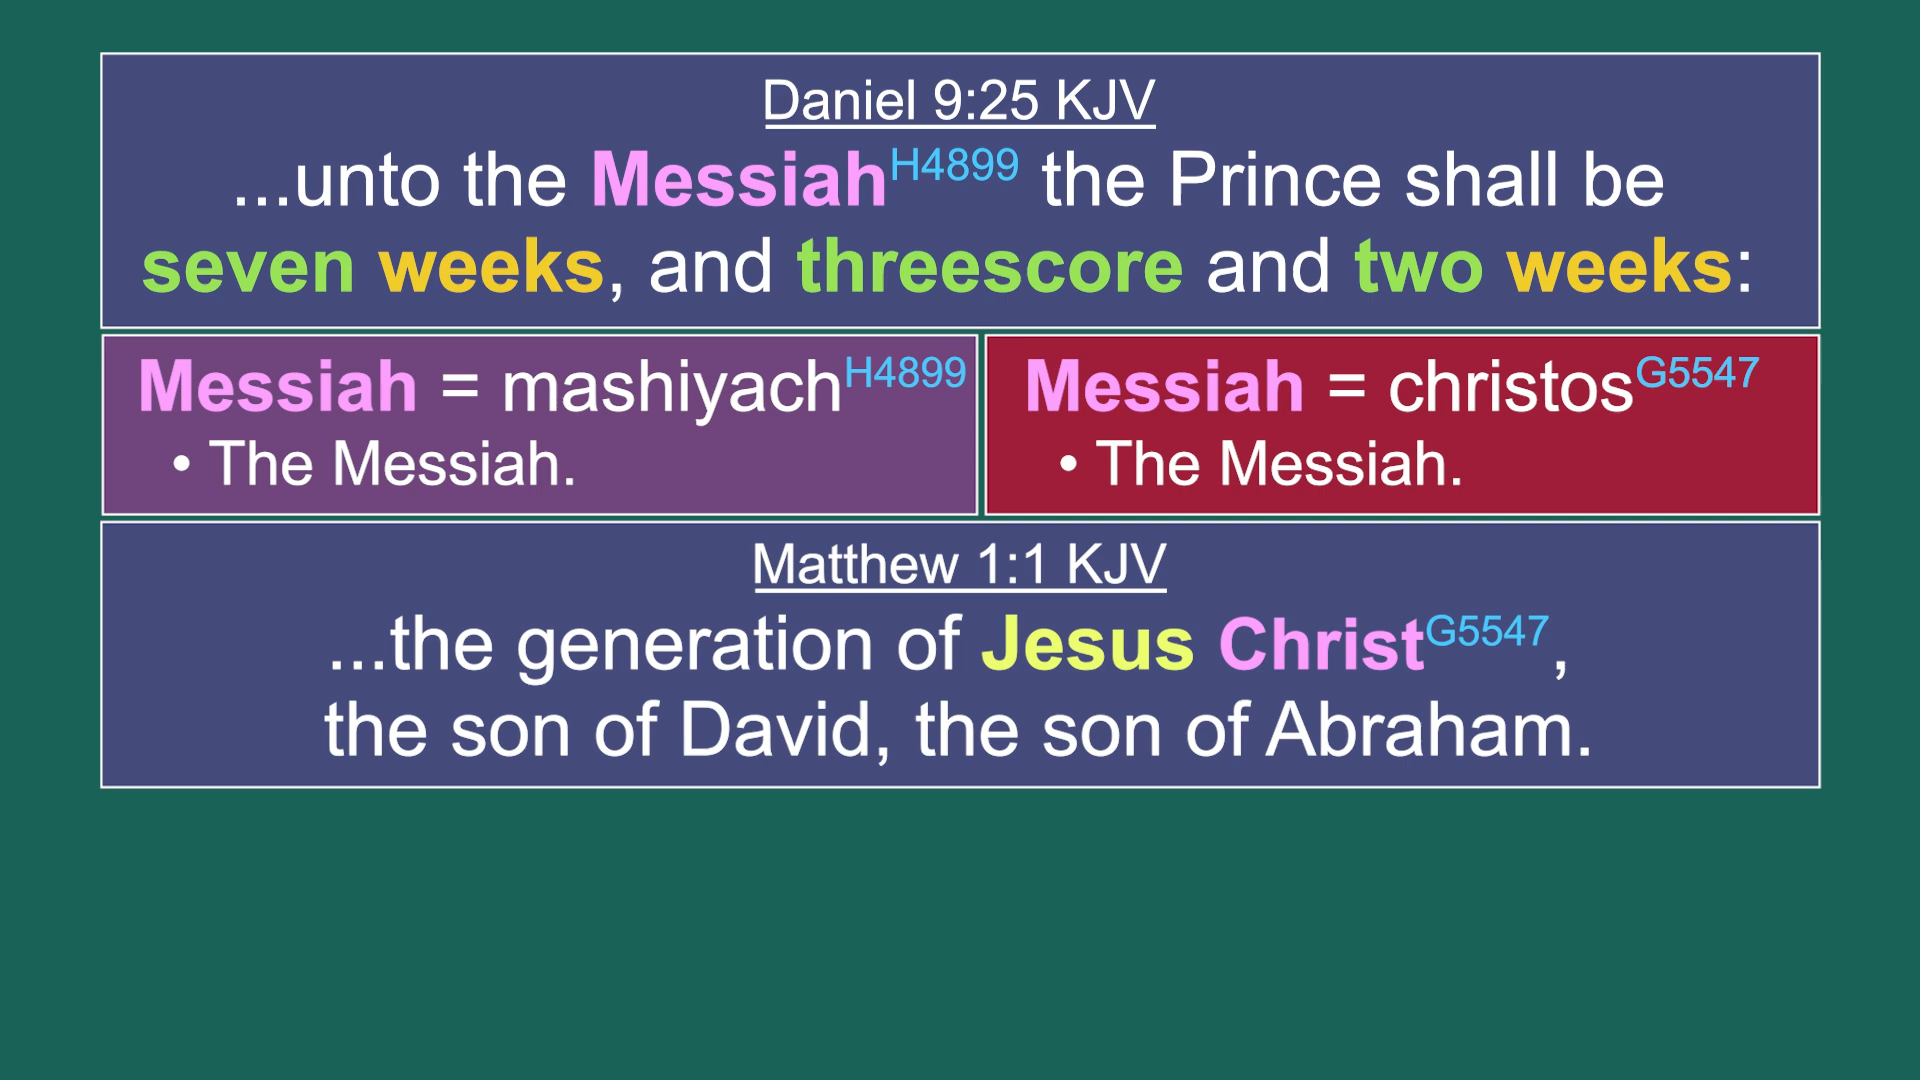 Daniel 9:25 KJV
...unto the MessiahH4899 the Prince shall be
seven weeks, and threescore and two weeks:
Messiah = mashiyachH4899
• The Messiah.
Messiah = christosG5547
• The Messiah.
Matthew 1:1 KJV
...the generation of Jesus ChristG5547,
the son of David, the son of Abraham.